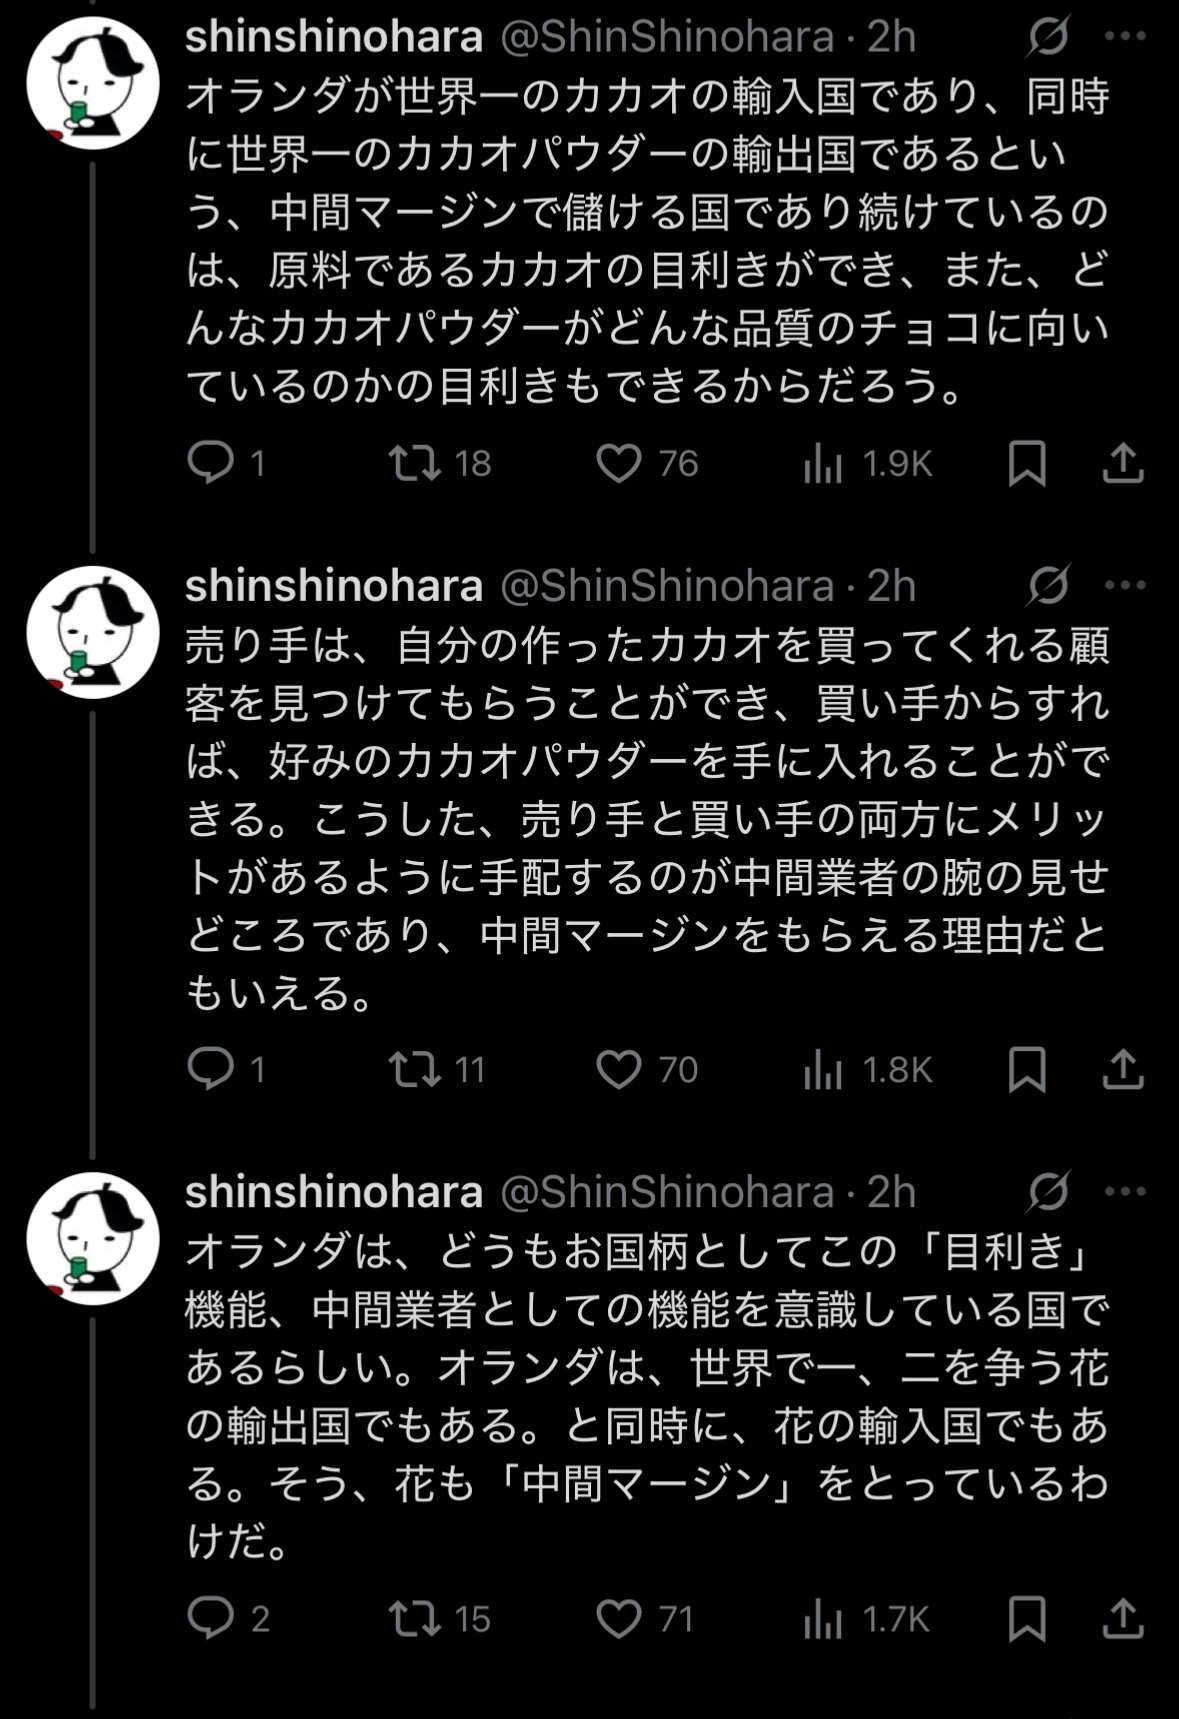 shinshinohara @ShinShinohara · 2h
オランダが世界一のカカオの輸入国であり、同時
に世界一のカカオパウダーの輸出国であるとい
う、中間マージンで儲ける国であり続けているの
は、原料であるカカオの目利きができ、また、ど
んなカカオパウダーがどんな品質のチョコに向い
ているのかの目利きもできるからだろう。
1 18 76 1.9K
shinshinohara @ShinShinohara · 2h
売り手は、自分の作ったカカオを買ってくれる顧
客を見つけてもらうことができ、買い手からすれ
ば、好みのカカオパウダーを手に入れることがで
きる。こうした、売り手と買い手の両方にメリッ
トがあるように手配するのが中間業者の腕の見せ
どころであり、中間マージンをもらえる理由だと
もいえる。
1 11 70 1.8K
shinshinohara @ShinShinohara · 2h
オランダは、どうもお国柄としてこの「目利き」
機能、中間業者としての機能を意識している国で
あるらしい。オランダは、世界で一、二を争う花
の輸出国でもある。と同時に、花の輸入国でもあ
る。そう、花も「中間マージン」をとっているわ
けだ。
2 15 71 1.7K